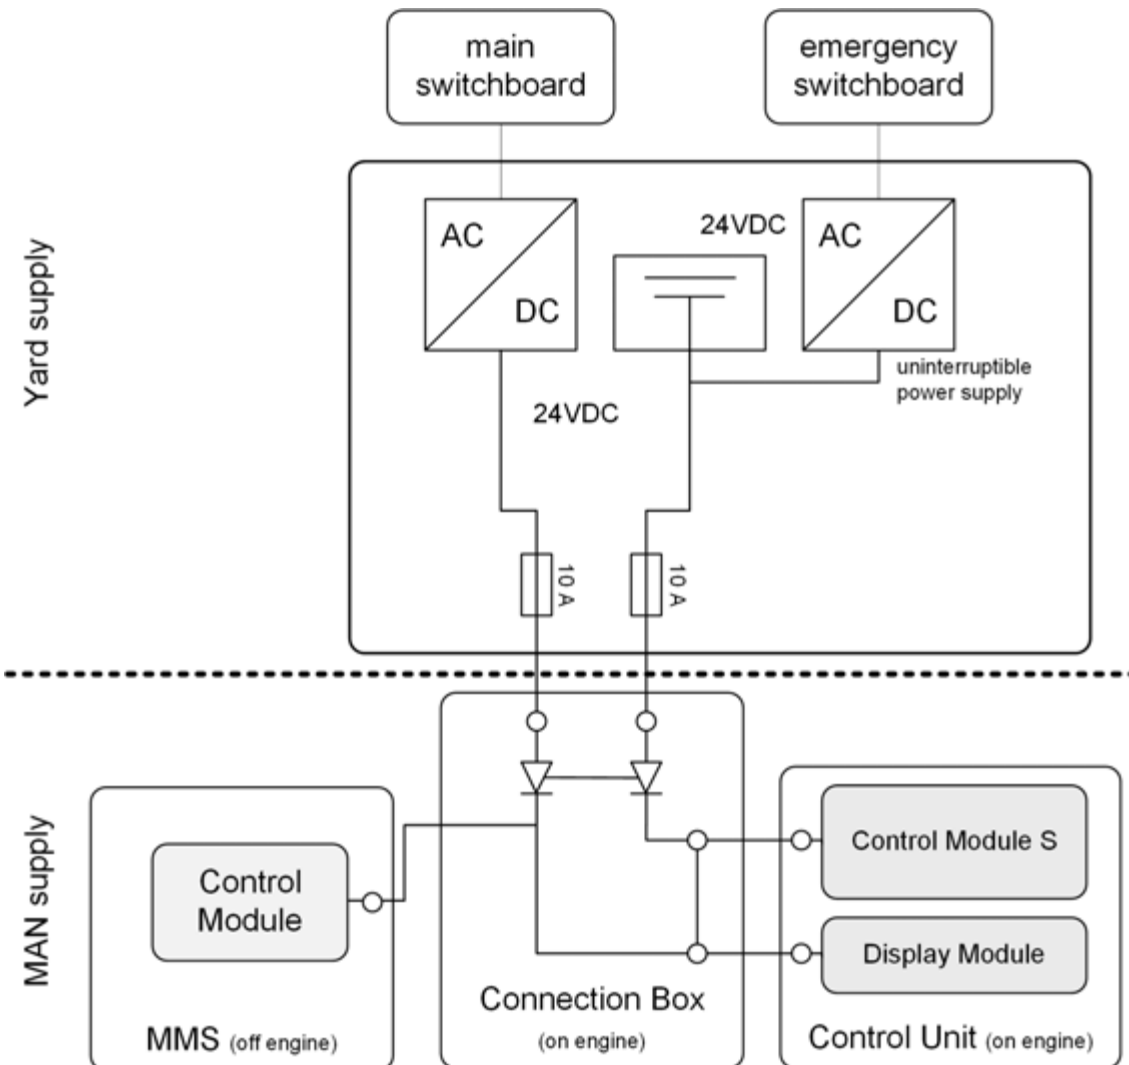 main
switchboard
emergency
switchboard
Yard supply
AC
DC
24VDC
AC
DC
uninterruptible
power supply
24VDC
10 A
10 A
MAN supply
Control
Module
MMS (off engine)
Connection Box
(on engine)
Control Module S
Display Module
Control Unit (on engine)